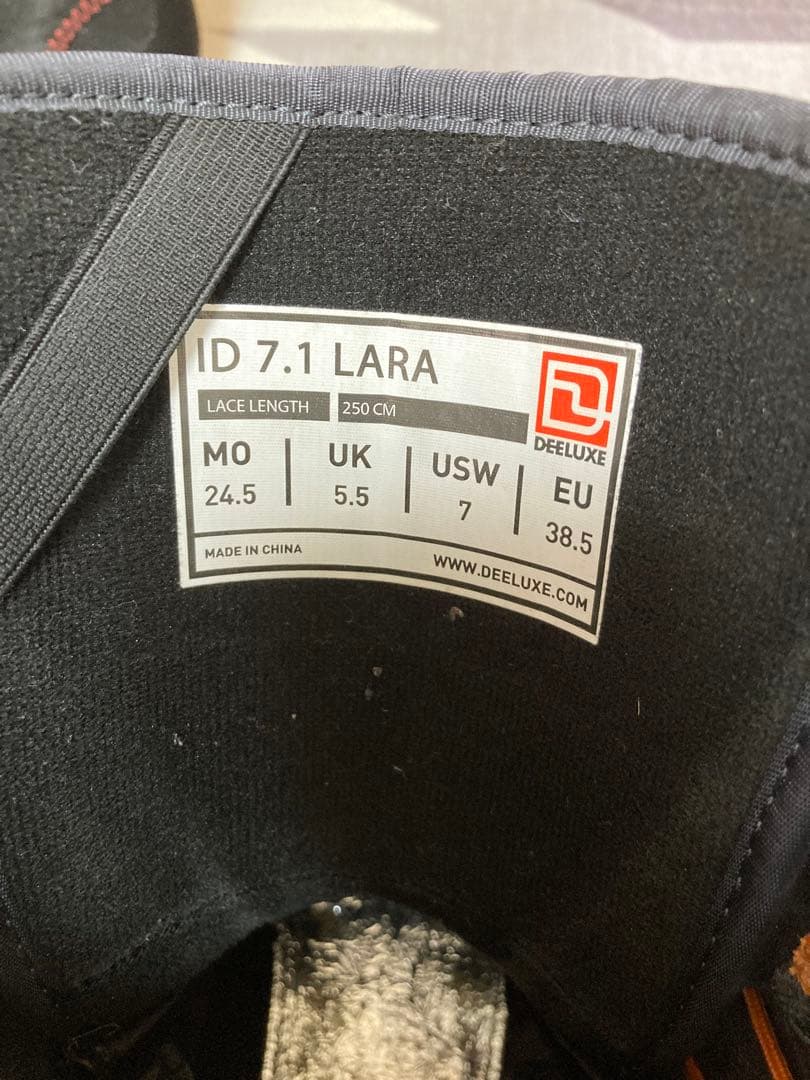 ID 7.1 LARA
LACE LENGTH 250 CM
DEELUXE
MO UK USW EU
24.5 5.5 7 38.5
MADE IN CHINA
WWW.DEELUXE.COM